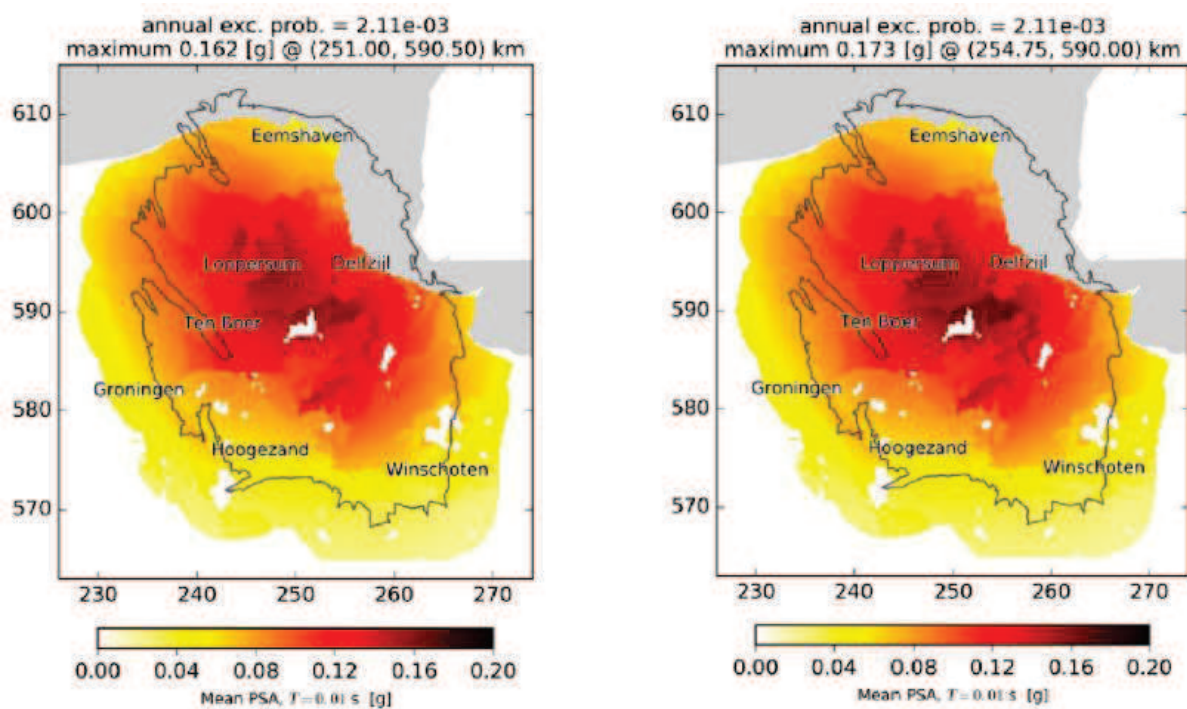 annual exc. prob. = 2.11e-03
maximum 0.162 [g] @ (251.00, 590.50) km
610
600
590
580
570
Eemshaven
Loppersum
Delfzijl
Ten Boer
Groningen
Hoogezand
Winschoten
230 240 250 260 270
0.00 0.04 0.08 0.12 0.16 0.20
Mean PSA, T=0.01 s [g]
annual exc. prob. = 2.11e-03
maximum 0.173 [g] @ (254.75, 590.00) km
610
600
590
580
570
Eemshaven
Loppersum
Delfzijl
Ten Boer
Groningen
Hoogezand
Winschoten
230 240 250 260 270
0.00 0.04 0.08 0.12 0.16 0.20
Mean PSA, T=0.01 s [g]